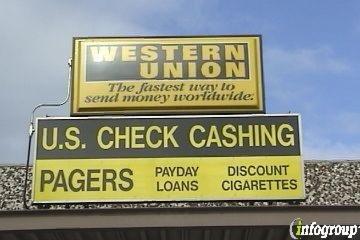 WESTERN
UNION
The fastest way to
send money worldwide.
U.S. CHECK CASHING
PAGERS
PAYDAY
LOANS
DISCOUNT
CIGARETTES
infogroup